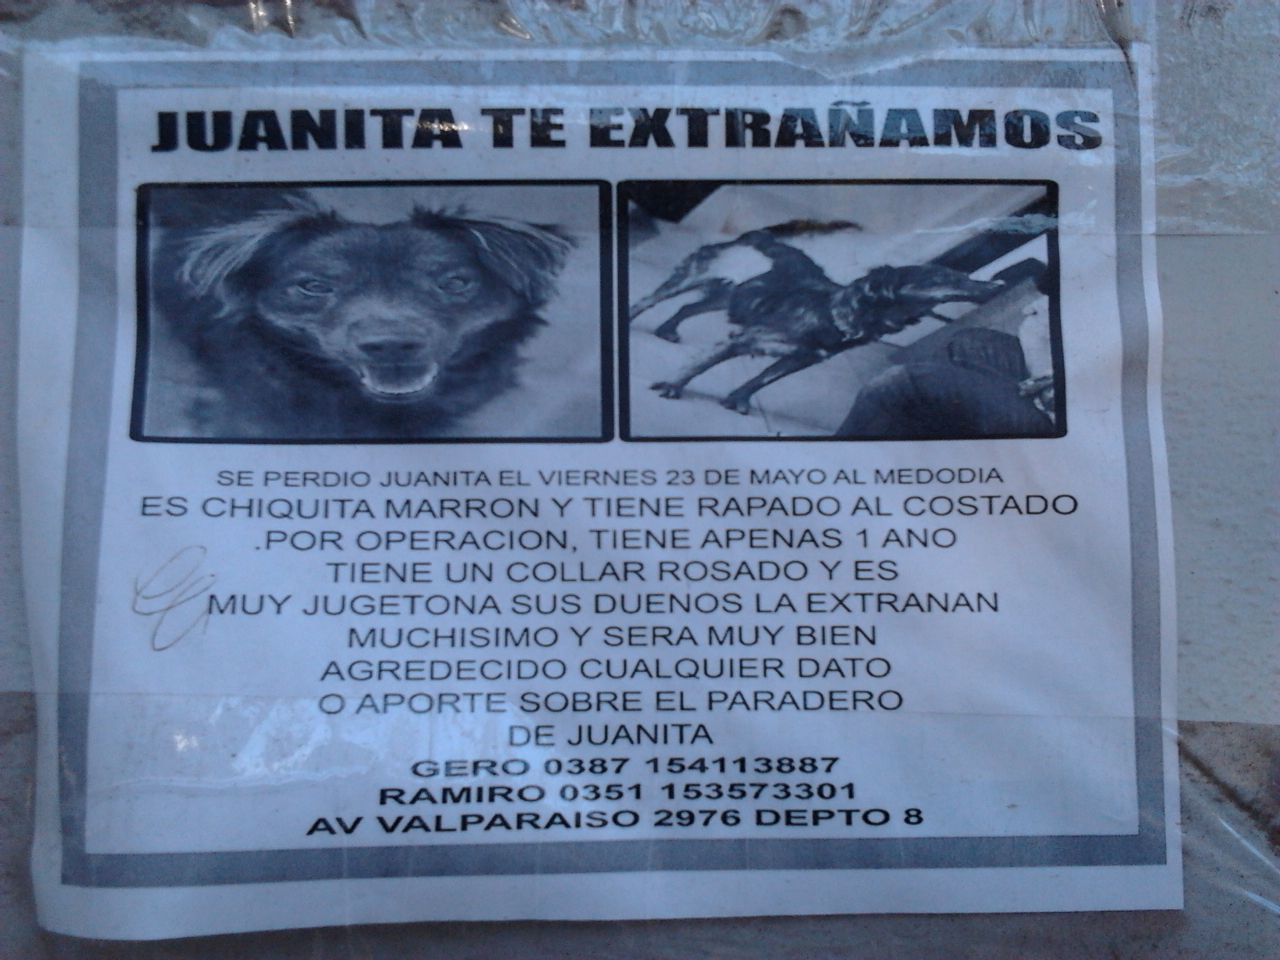 JUANITA TE EXTRAÑAMOS
SE PERDIO JUANITA EL VIERNES 23 DE MAYO AL MEDODIA
ES CHIQUITA MARRON Y TIENE RAPADO AL COSTADO
.POR OPERACION, TIENE APENAS 1 ANO
TIENE UN COLLAR ROSADO Y ES
MUY JUGETONA SUS DUENOS LA EXTRANAN
MUCHISIMO Y SERA MUY BIEN
AGREDECIDO CUALQUIER DATO
O APORTE SOBRE EL PARADERO
DE JUANITA
GERO 0387 154113887
RAMIRO 0351 153573301
AV VALPARAISO 2976 DEPTO 8